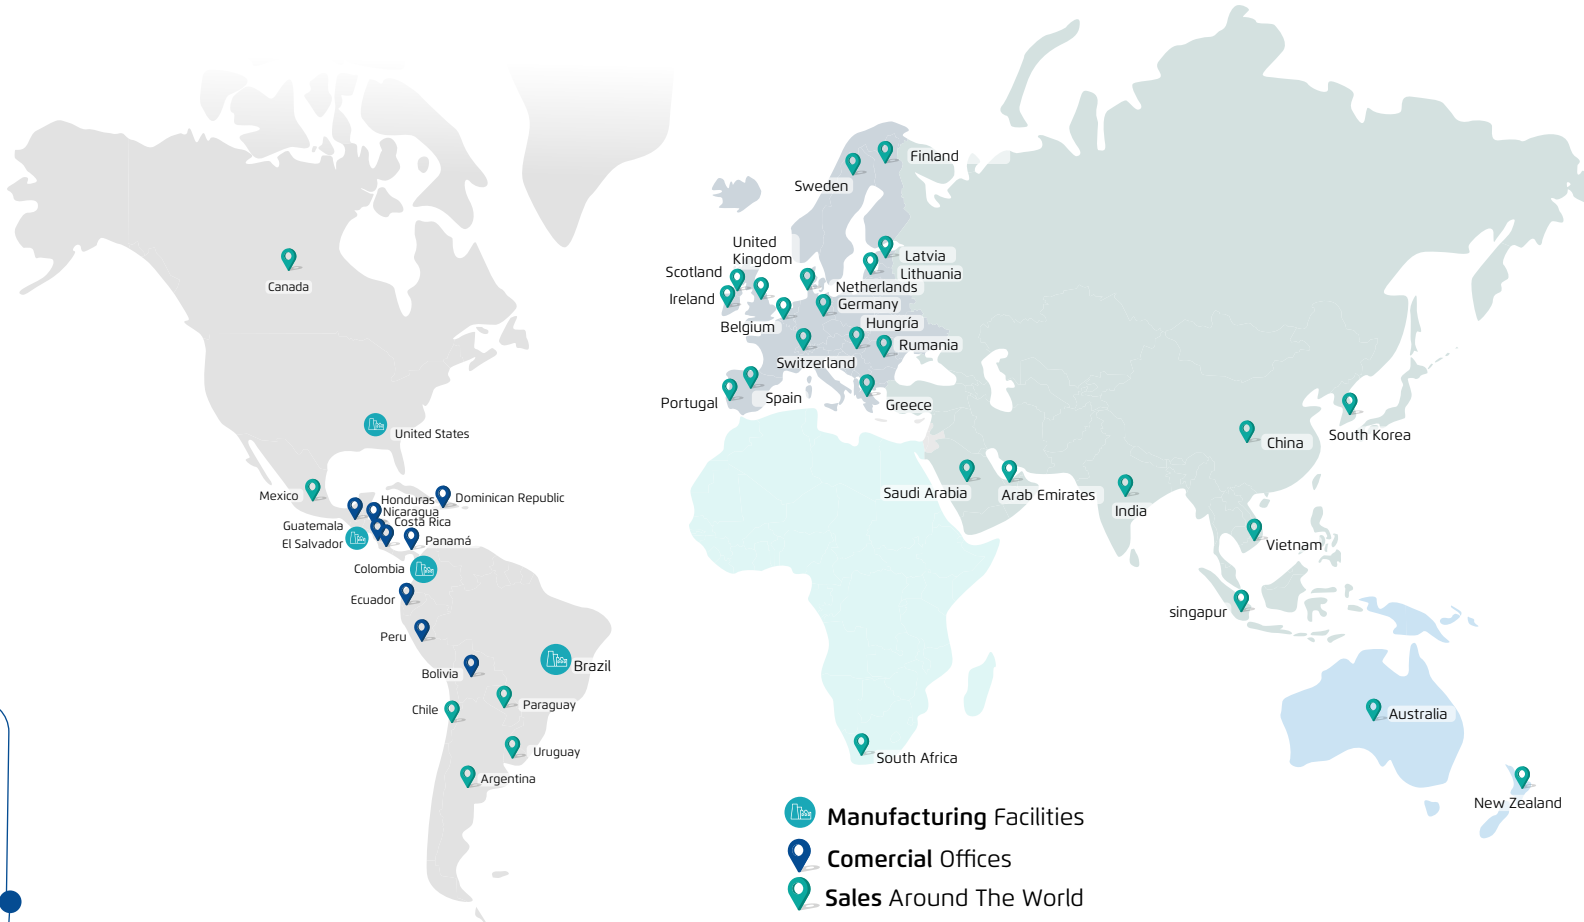 Canada
United States
Mexico
Honduras
Dominican Republic
Nicaragua
Guatemala
Costa Rica
El Salvador
Panamá
Colombia
Ecuador
Peru
Brazil
Bolivia
Paraguay
Chile
Uruguay
Argentina
Finland
Sweden
United
Kingdom
Latvia
Scotland
Lithuania
Netherlands
Ireland
Germany
Belgium
Hungría
Rumania
Switzerland
Spain
Portugal
Greece
South Korea
China
Saudi Arabia
Arab Emirates
India
Vietnam
singapur
Australia
South Africa
New Zealand
Manufacturing Facilities
Comercial Offices
Sales Around The World